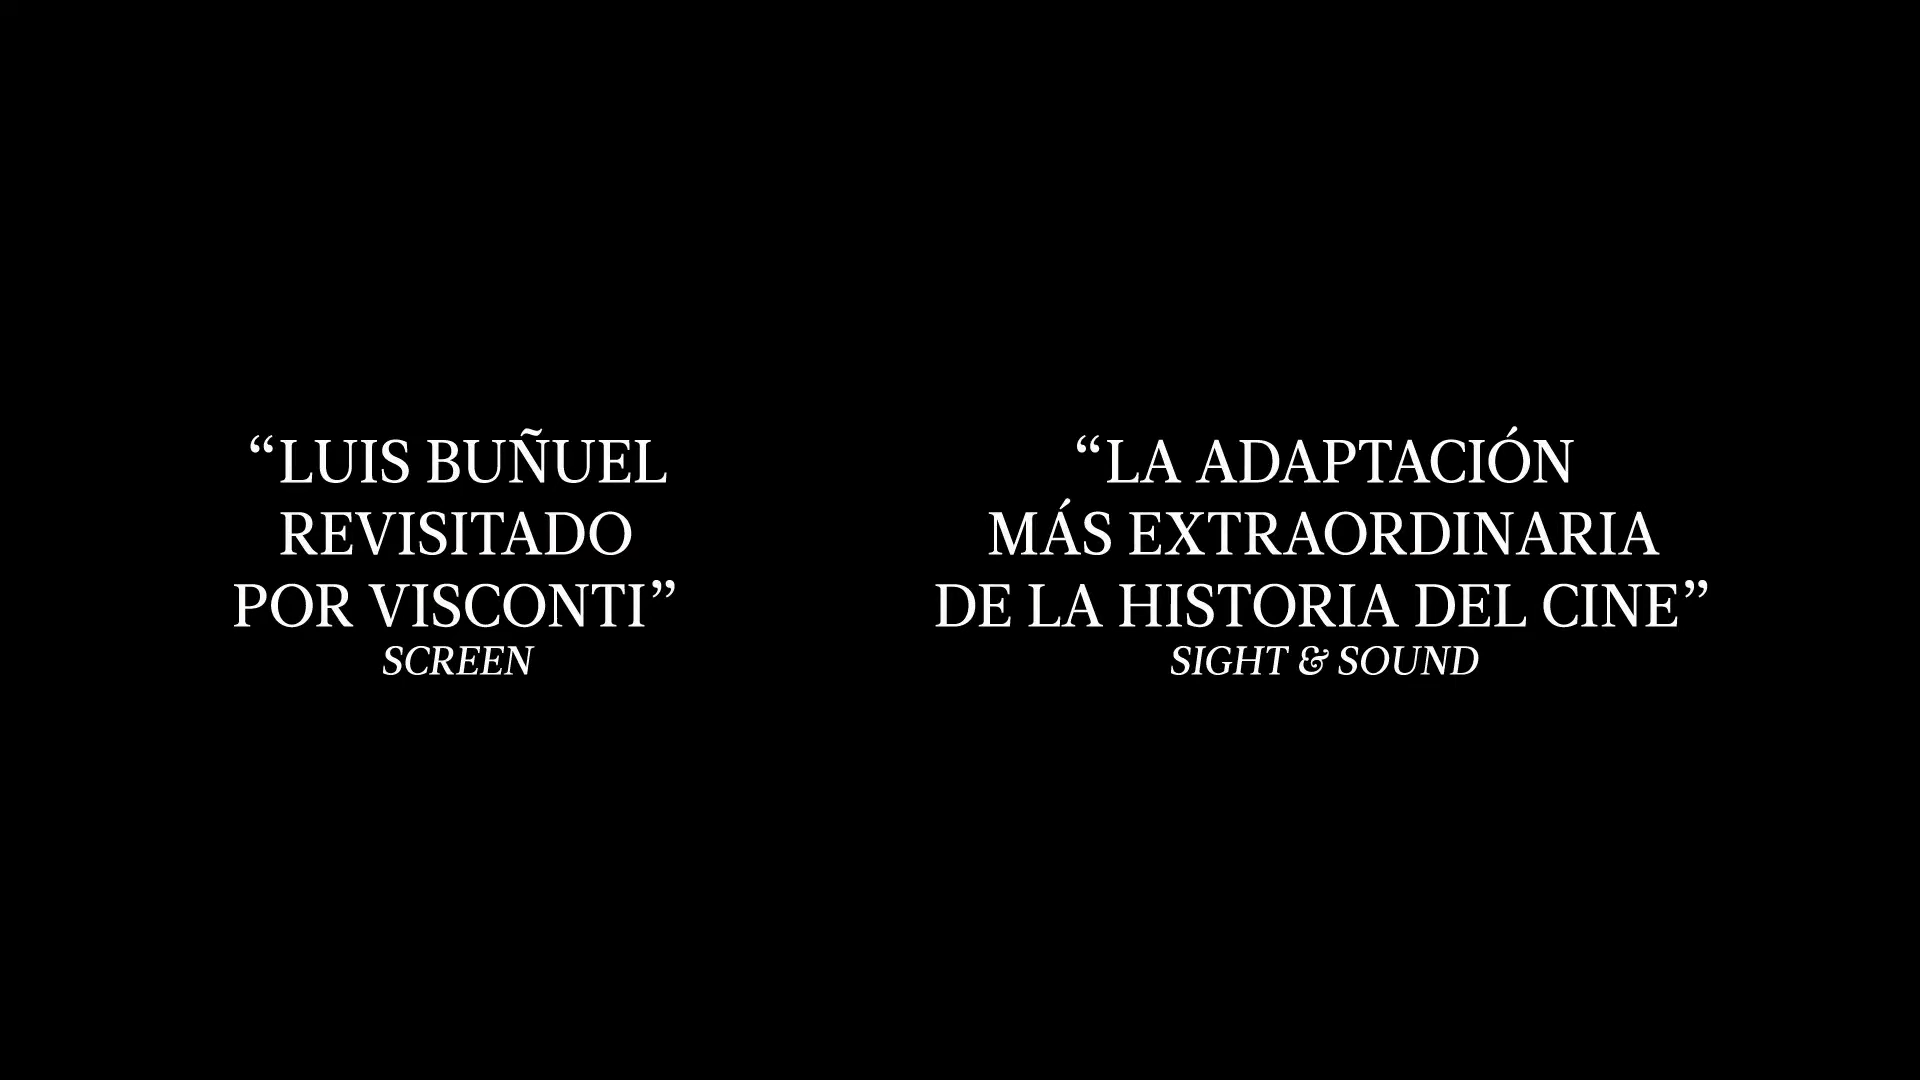 “LUIS BUÑUEL
REVISITADO
POR VISCONTI”
SCREEN
“LA ADAPTACIÓN
MÁS EXTRAORDINARIA
DE LA HISTORIA DEL CINE”
SIGHT & SOUND